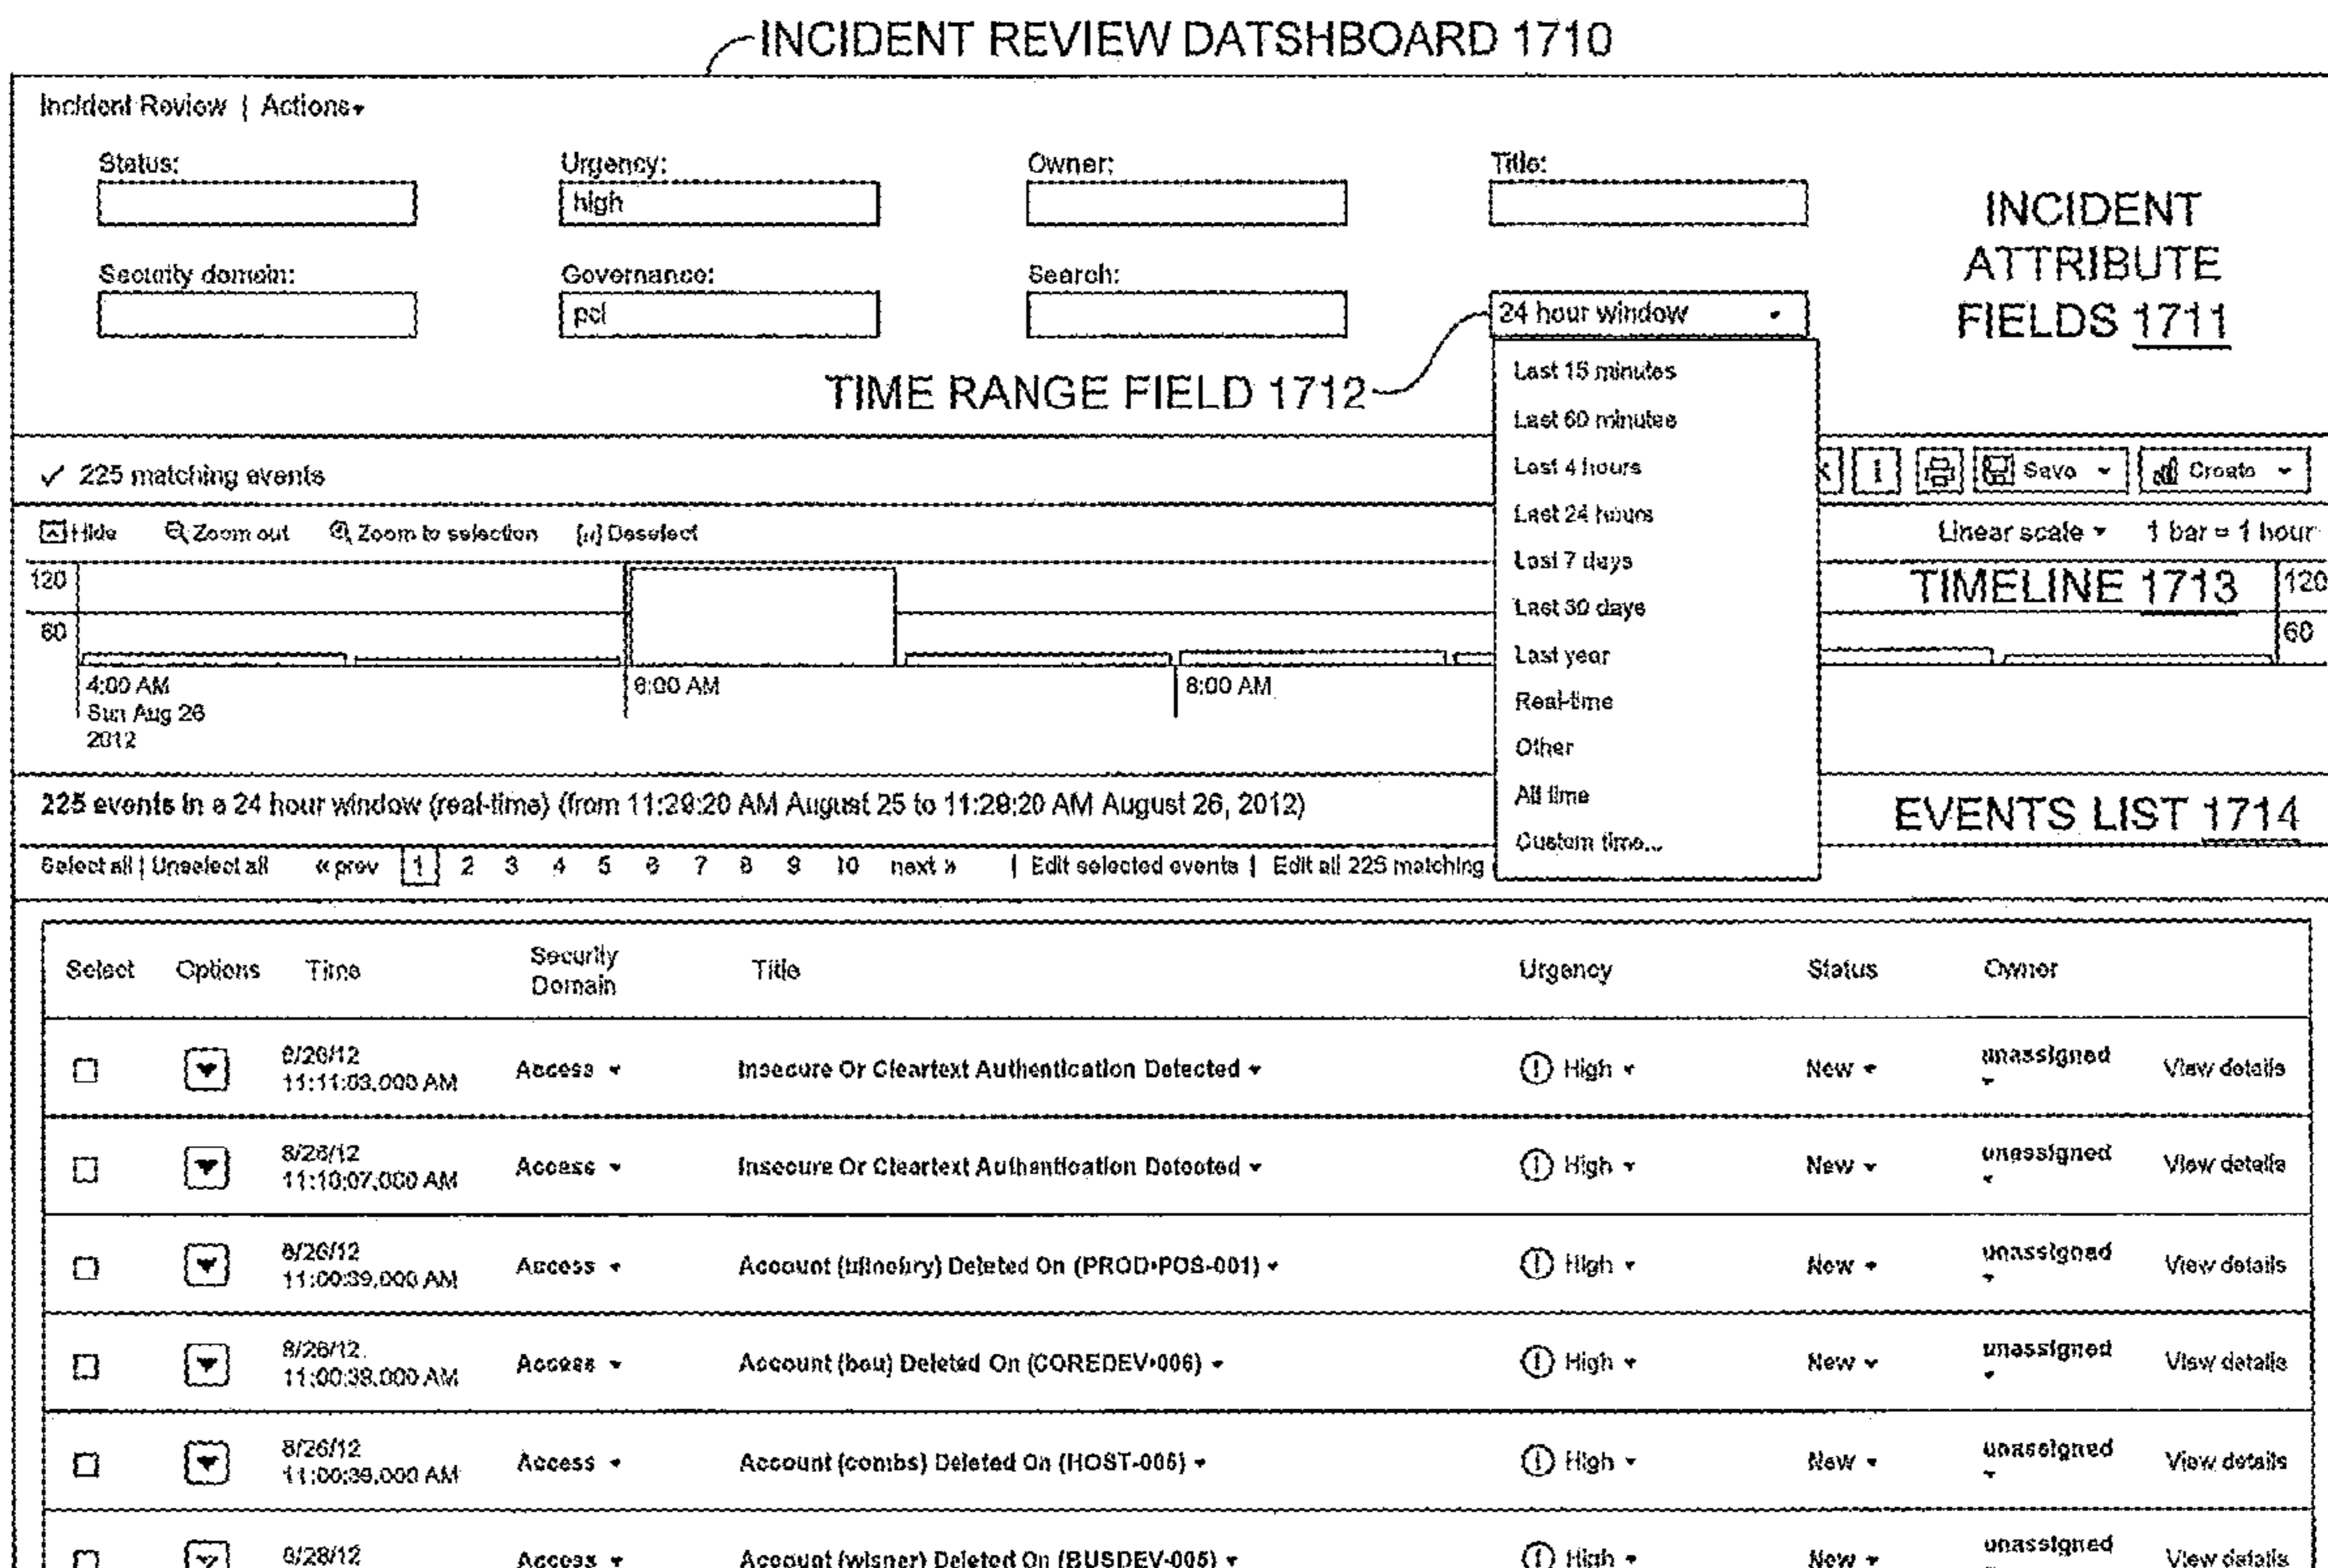 INCIDENT REVIEW DATSHBOARD 1710
Incident Review | Actions
Status: Urgency: Owner: Title:
high
INCIDENT ATTRIBUTE FIELDS 1711
Security domain: Governance: Search:
pci
24 hour window
TIME RANGE FIELD 1712
Last 15 minutes
Last 60 minutes
Last 4 hours
Last 24 hours
Last 7 days
Last 30 days
Last year
Real-time
Other
All time
Custom time...
✓ 225 matching events
i Save Create
Hide Zoom out Zoom to selection Deselect
Linear scale 1 bar = 1 hour
TIMELINE 1713
120 120
60 60
4:00 AM 6:00 AM 8:00 AM
Sun Aug 26
2012
225 events in a 24 hour window (real-time) (from 11:29:20 AM August 25 to 11:29:20 AM August 26, 2012)
EVENTS LIST 1714
Select all | Unselect all « prev 1 2 3 4 5 6 7 8 9 10 next » | Edit selected events | Edit all 225 matching
Select Options Time Security Domain Title Urgency Status Owner
8/26/12 11:11:03.000 AM Access Insecure Or Cleartext Authentication Detected High New unassigned View details
8/26/12 11:10:07.000 AM Access Insecure Or Cleartext Authentication Detected High New unassigned View details
8/26/12 11:00:39.000 AM Access Account Deleted On (PROD-POS-001) High New unassigned View details
8/26/12 11:00:39.000 AM Access Account Deleted On (COREDEV-006) High New unassigned View details
8/26/12 11:00:39.000 AM Access Account (combs) Deleted On (HOST-005) High New unassigned View details
8/26/12 Access Account (wisner) Deleted On (BUSDEV-005) High New unassigned View details